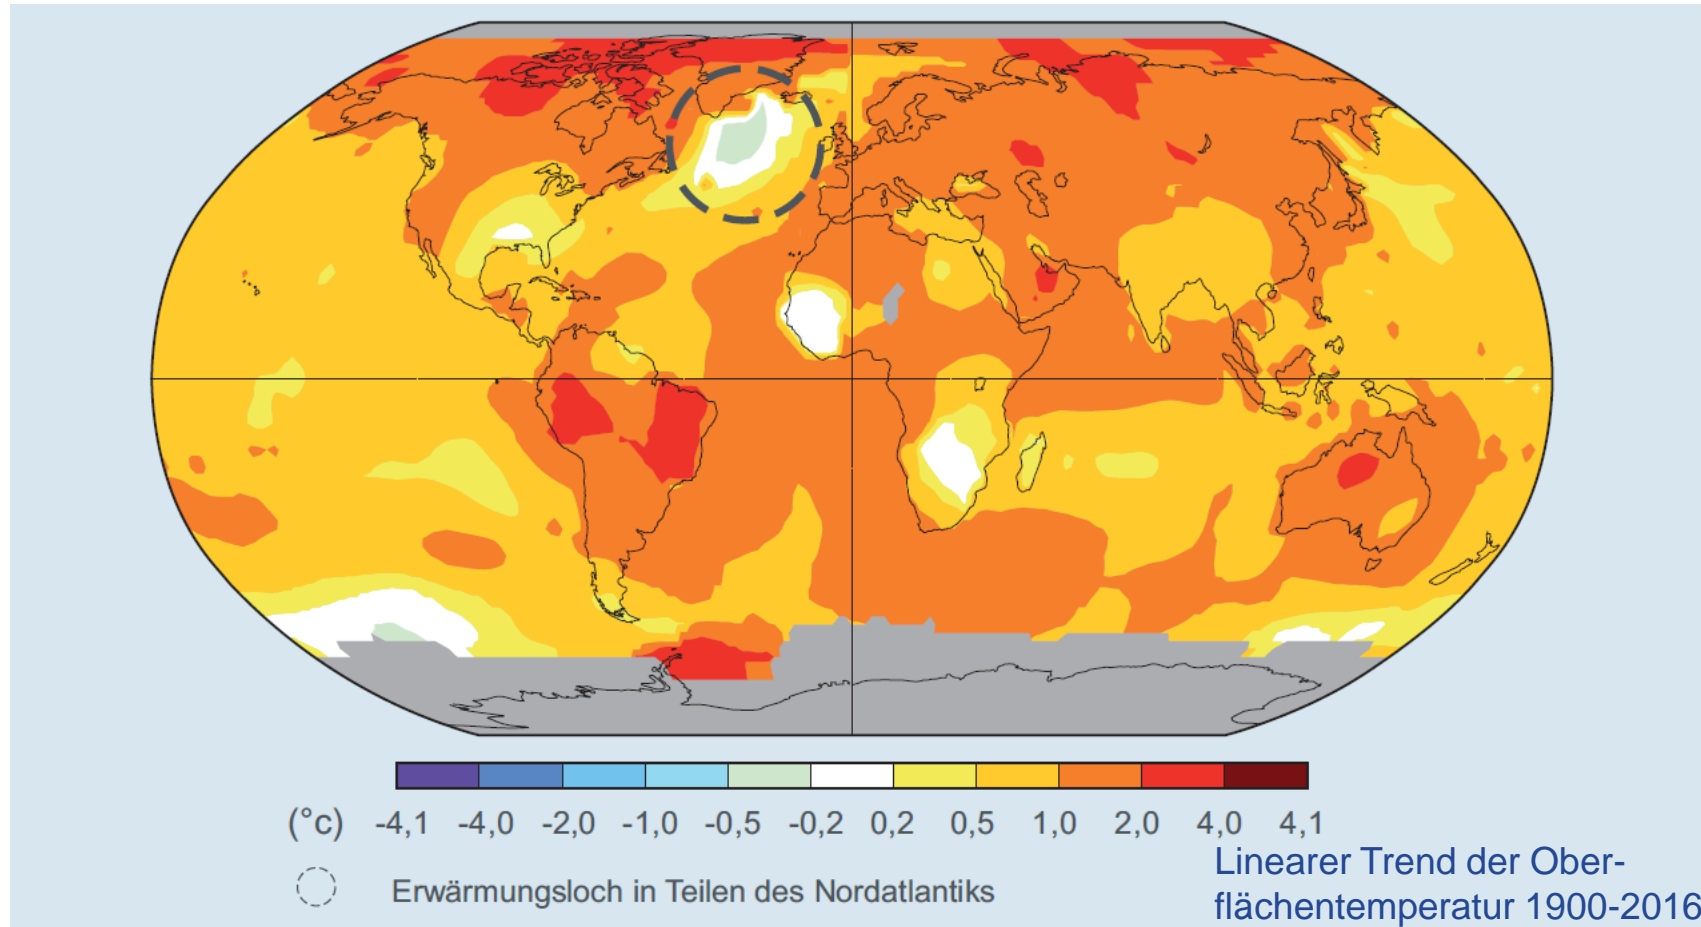 (°c) -4,1 -4,0 -2,0 -1,0 -0,5 -0,2 0,2 0,5 1,0 2,0 4,0 4,1
Erwärmungsloch in Teilen des Nordatlantiks
Linearer Trend der Ober-
flächentemperatur 1900-2016